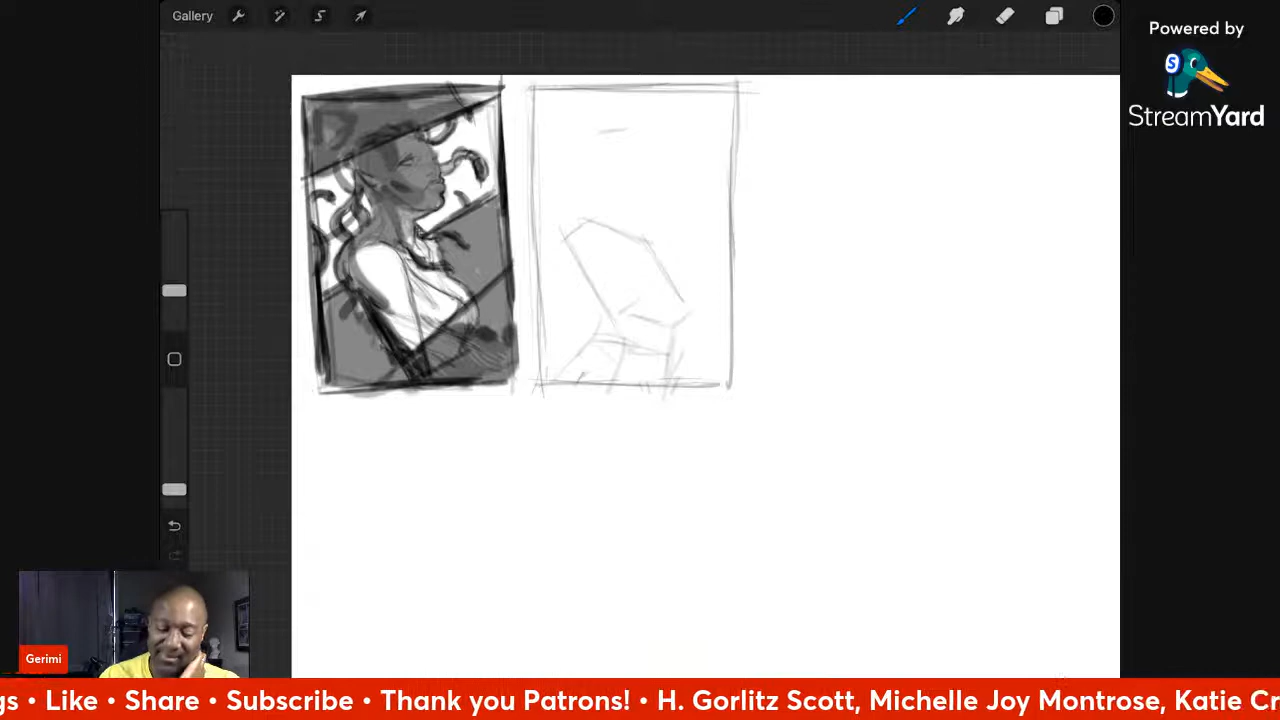 Gallery
Powered by
S
StreamYard
Gerimi
gs • Like • Share • Subscribe • Thank you Patrons! • H. Gorlitz Scott, Michelle Joy Montrose, Katie Cr